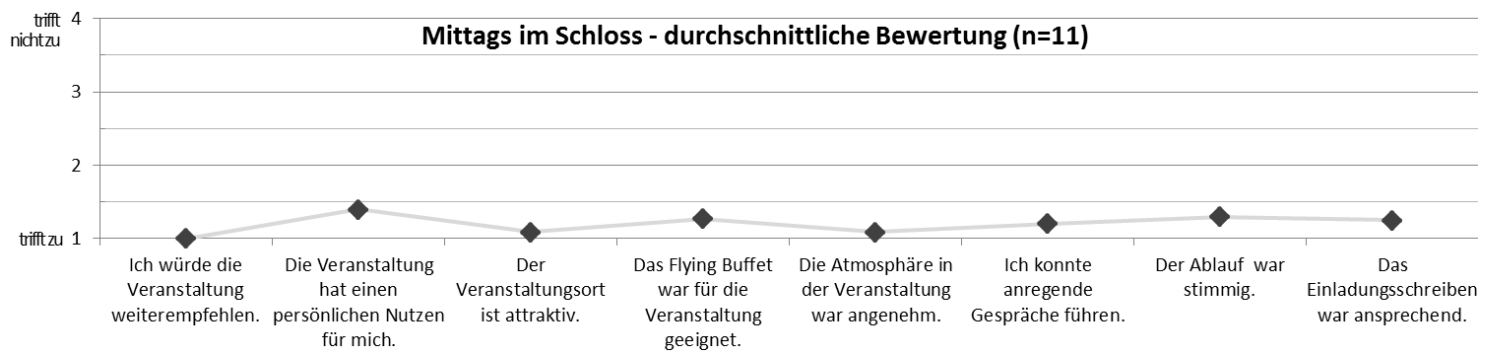 Mittags im Schloss - durchschnittliche Bewertung (n=11)
trifft
nicht zu
4
3
2
trifft zu 1
Ich würde die
Veranstaltung
weiterempfehlen.
Die Veranstaltung
hat einen
persönlichen Nutzen
für mich.
Der
Veranstaltungsort
ist attraktiv.
Das Flying Buffet
war für die
Veranstaltung
geeignet.
Die Atmosphäre in
der Veranstaltung
war angenehm.
Ich konnte
anregende
Gespräche führen.
Der Ablauf war
stimmig.
Das
Einladungsschreiben
war ansprechend.